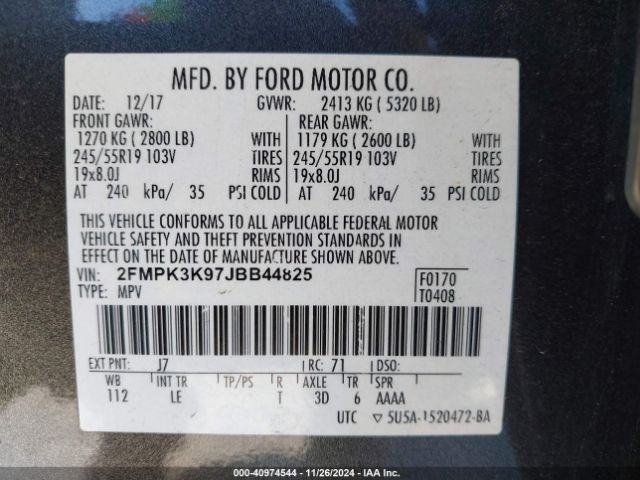 MFD. BY FORD MOTOR CO.
DATE: 12/17 GVWR: 2413 KG ( 5320 LB)
FRONT GAWR: REAR GAWR:
1270 KG ( 2800 LB) WITH 1179 KG ( 2600 LB) WITH
245/55R19 103V TIRES 245/55R19 103V TIRES
19x8.0J RIMS 19x8.0J RIMS
AT 240 kPa/ 35 PSI COLD AT 240 kPa/ 35 PSI COLD
THIS VEHICLE CONFORMS TO ALL APPLICABLE FEDERAL MOTOR
VEHICLE SAFETY AND THEFT PREVENTION STANDARDS IN
EFFECT ON THE DATE OF MANUFACTURE SHOWN ABOVE.
VIN: 2FMPK3K97JBB44825 F0170
TYPE: MPV T0408
EXT PNT: J7 RC: 71 DSO:
WB INT TR TP/PS R AXLE TR SPR
112 LE T 3D 6 AAAA
UTC ▽5U5A-1520472-BA
000-40974544 | 11/26/2024 | IAA Inc.